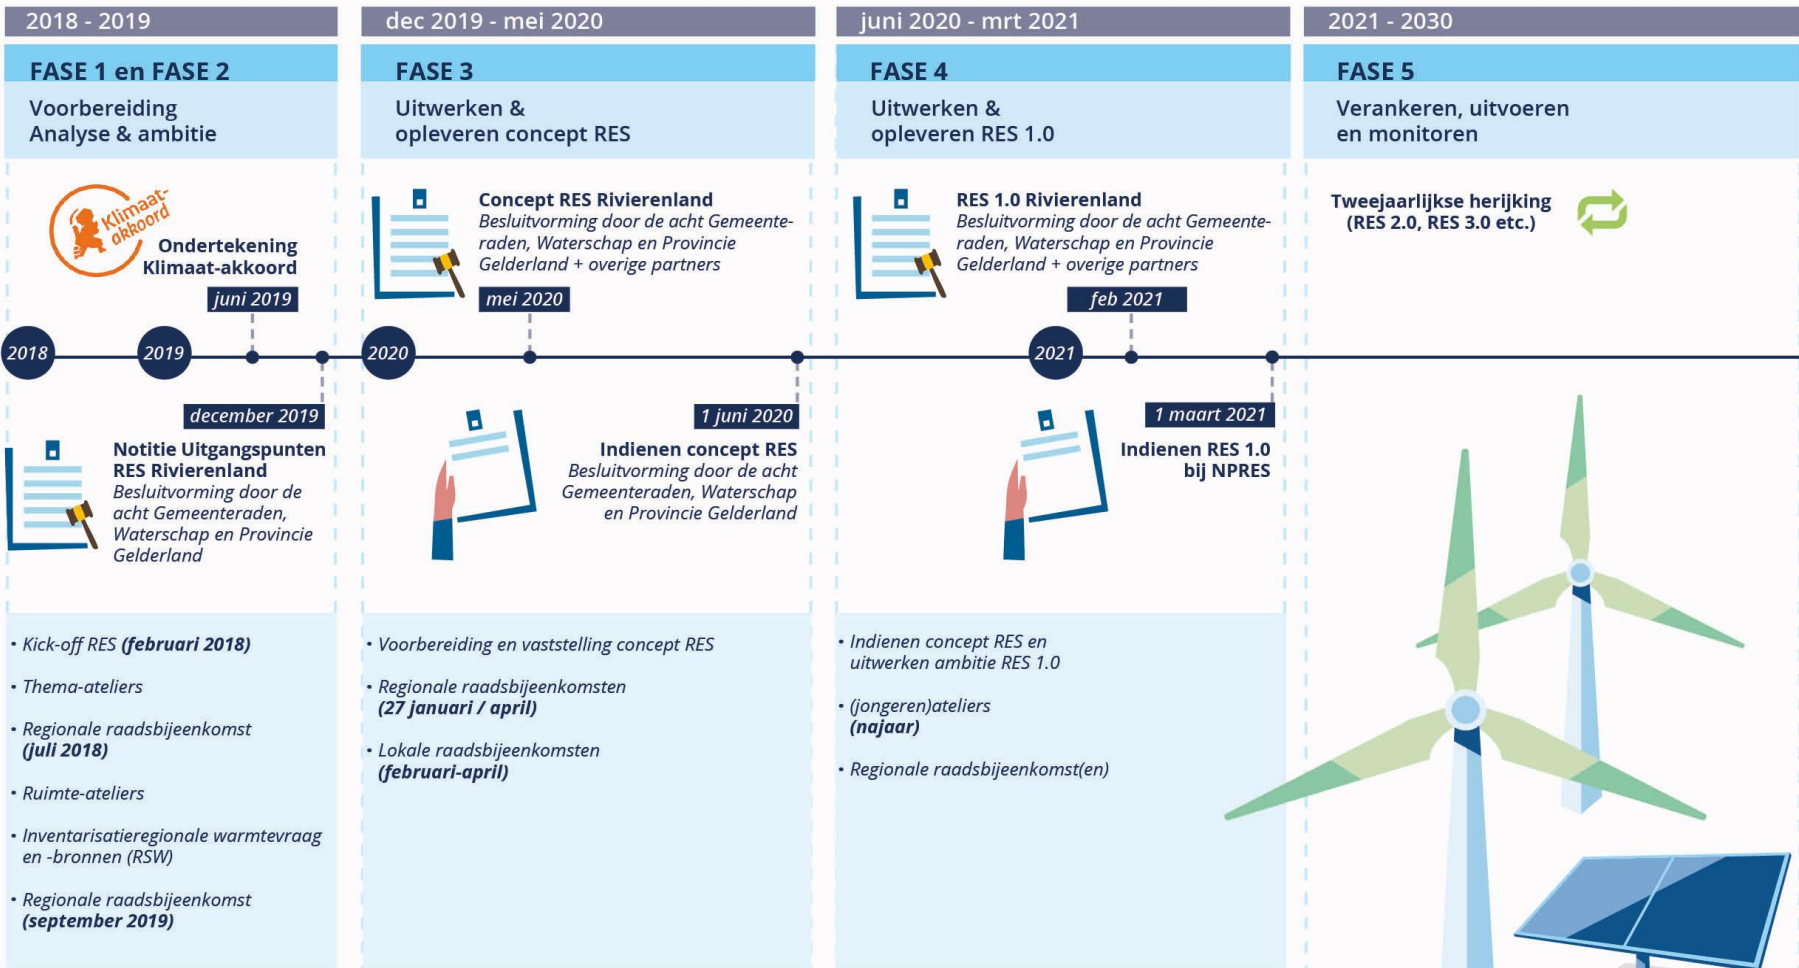 2018 - 2019
FASE 1 en FASE 2
Voorbereiding
Analyse & ambitie
Klimaat-
akkoord
Ondertekening
Klimaat-akkoord
juni 2019
2018
2019
december 2019
Notitie Uitgangspunten
RES Rivierenland
Besluitvorming door de
acht Gemeenteraden,
Waterschap en Provincie
Gelderland
• Kick-off RES (februari 2018)
• Thema-ateliers
• Regionale raadsbijeenkomst
(juli 2018)
• Ruimte-ateliers
• Inventarisatieregionale warmtevraag
en -bronnen (RSW)
• Regionale raadsbijeenkomst
(september 2019)
dec 2019 - mei 2020
FASE 3
Uitwerken &
opleveren concept RES
Concept RES Rivierenland
Besluitvorming door de acht Gemeente-
raden, Waterschap en Provincie
Gelderland + overige partners
mei 2020
2020
1 juni 2020
Indienen concept RES
Besluitvorming door de acht
Gemeenteraden, Waterschap
en Provincie Gelderland
• Voorbereiding en vaststelling concept RES
• Regionale raadsbijeenkomsten
(27 januari / april)
• Lokale raadsbijeenkomsten
(februari-april)
juni 2020 - mrt 2021
FASE 4
Uitwerken &
opleveren RES 1.0
RES 1.0 Rivierenland
Besluitvorming door de acht Gemeente-
raden, Waterschap en Provincie
Gelderland + overige partners
feb 2021
2021
1 maart 2021
Indienen RES 1.0
bij NPRES
• Indienen concept RES en
uitwerken ambitie RES 1.0
• (jongeren)ateliers
(najaar)
• Regionale raadsbijeenkomst(en)
2021 - 2030
FASE 5
Verankeren, uitvoeren
en monitoren
Tweejaarlijkse herijking
(RES 2.0, RES 3.0 etc.)